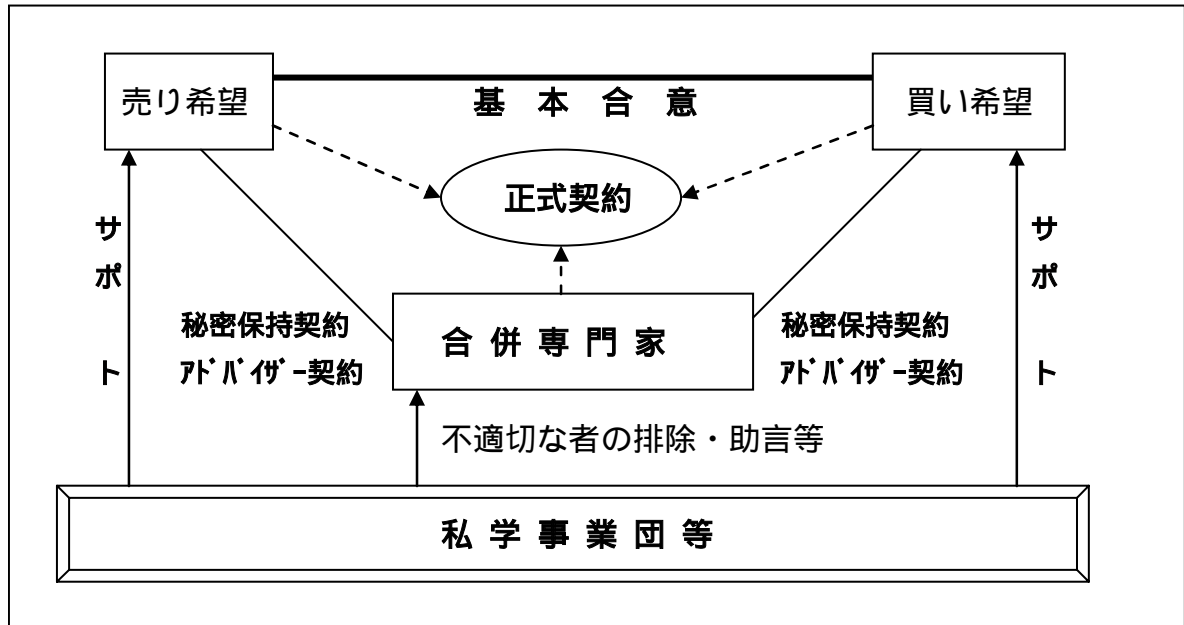 売り希望
買い希望
基本合意
正式契約
サポート
サポート
秘密保持契約
ｱﾄﾞﾊﾞｲｻﾞｰ契約
合併専門家
秘密保持契約
ｱﾄﾞﾊﾞｲｻﾞｰ契約
不適切な者の排除・助言等
私学事業団等